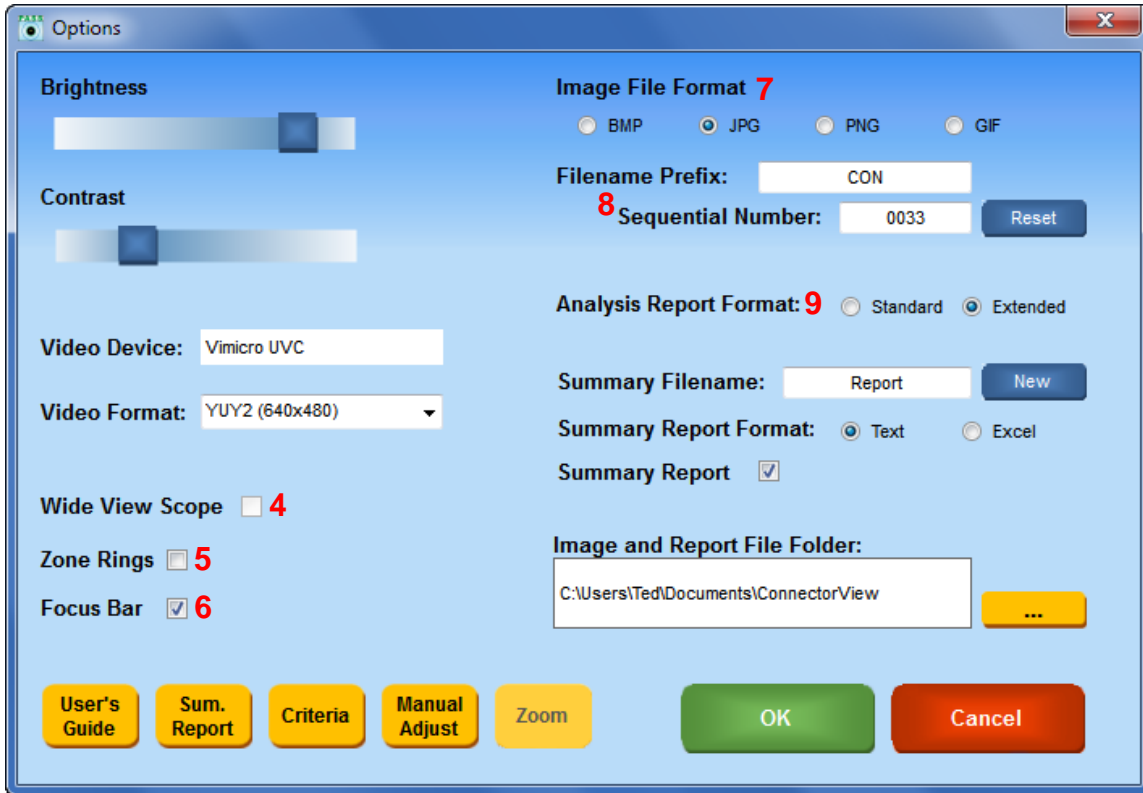 PASS
Options
X
Brightness
Contrast
Video Device: Vimicro UVC
Video Format: YUY2 (640x480)
Wide View Scope 4
Zone Rings 5
Focus Bar 6
Image File Format 7
BMP JPG PNG GIF
Filename Prefix: CON
8 Sequential Number: 0033 Reset
Analysis Report Format: 9 Standard Extended
Summary Filename: Report New
Summary Report Format: Text Excel
Summary Report
Image and Report File Folder:
C:\Users\Ted\Documents\ConnectorView
...
User's
Guide
Sum.
Report
Criteria
Manual
Adjust
Zoom
OK
Cancel